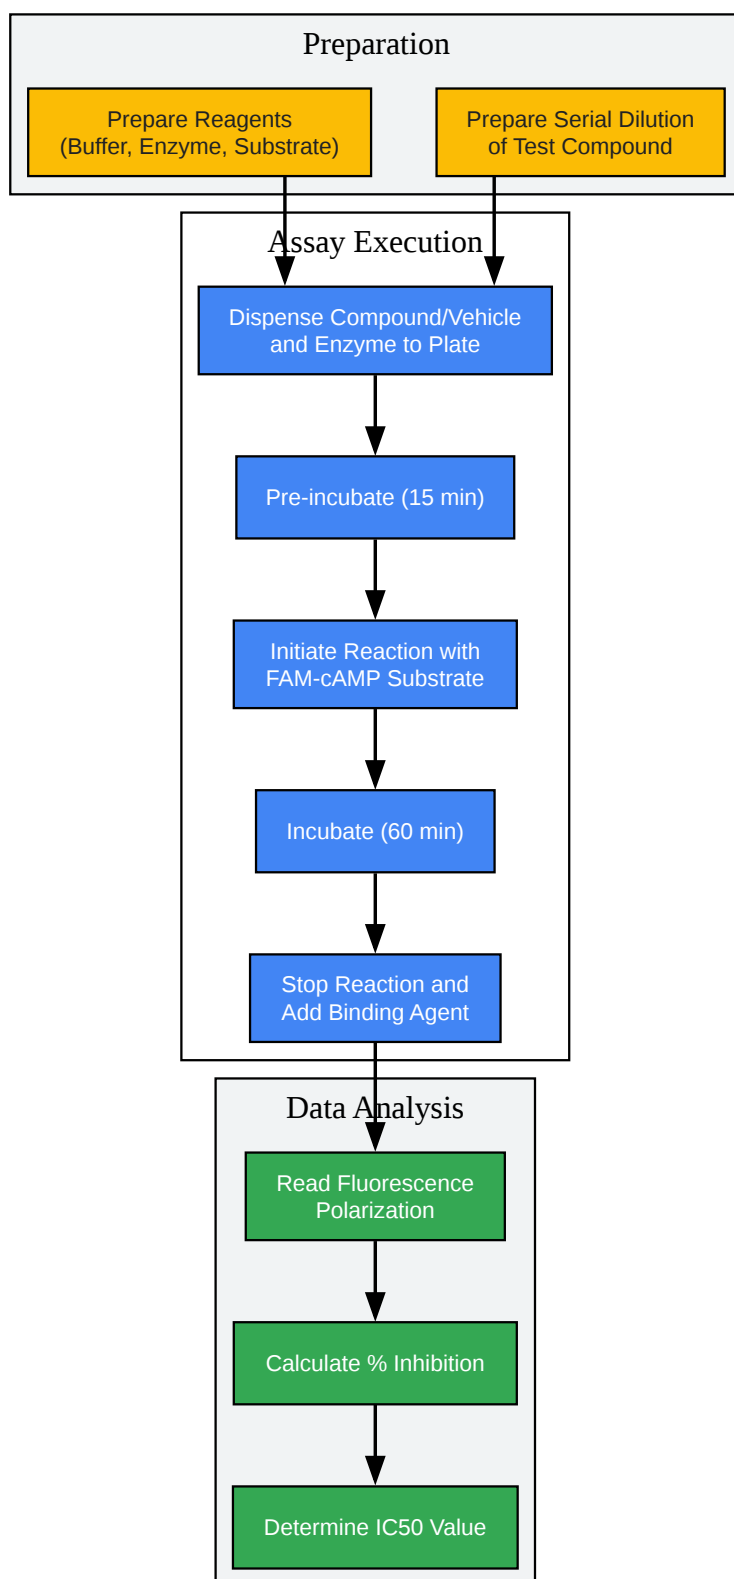 Preparation
Prepare Reagents
(Buffer, Enzyme, Substrate)
Prepare Serial Dilution
of Test Compound
Assay Execution
Dispense Compound/Vehicle
and Enzyme to Plate
Pre-incubate (15 min)
Initiate Reaction with
FAM-cAMP Substrate
Incubate (60 min)
Stop Reaction and
Add Binding Agent
Data Analysis
Read Fluorescence
Polarization
Calculate % Inhibition
Determine IC50 Value